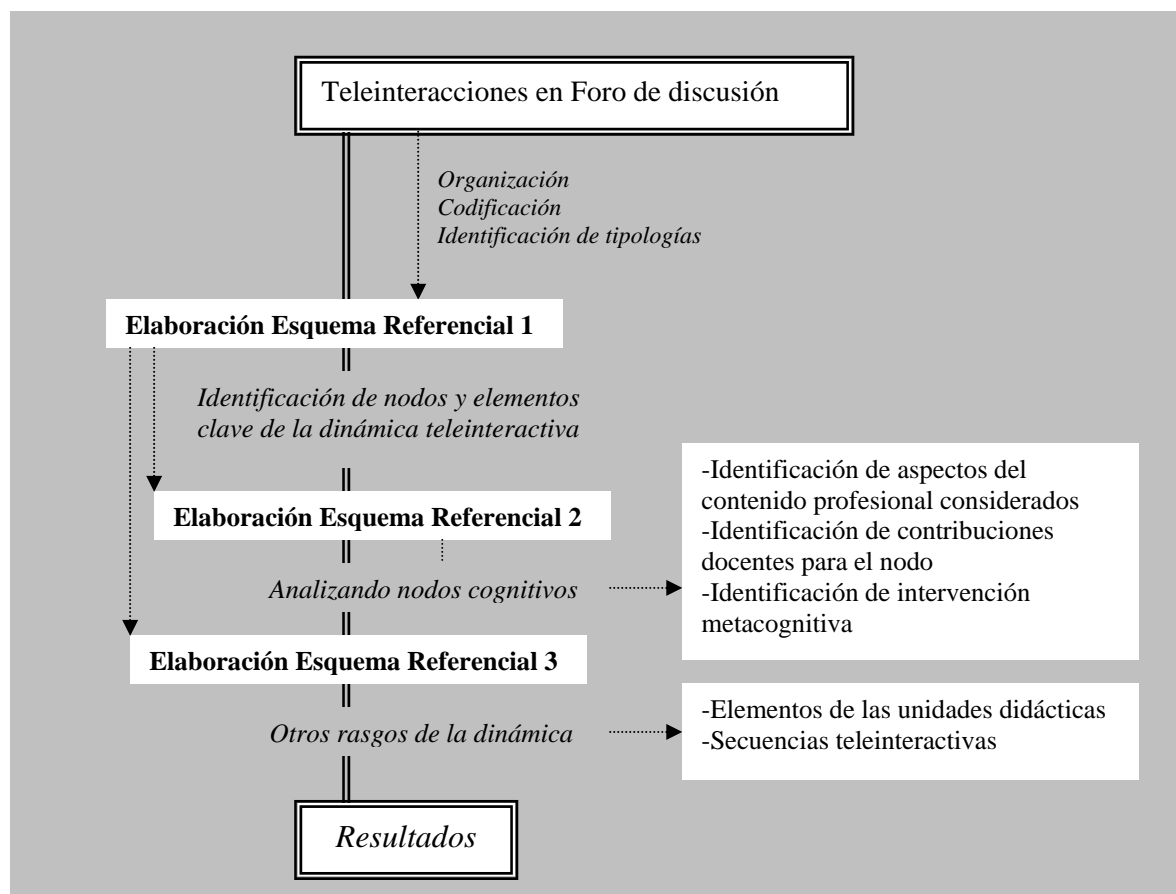 Teleinteracciones en Foro de discusión
Organización
Codificación
Identificación de tipologías
Elaboración Esquema Referencial 1
Identificación de nodos y elementos
clave de la dinámica teleinteractiva
Elaboración Esquema Referencial 2
Analizando nodos cognitivos
-Identificación de aspectos del
contenido profesional considerados
-Identificación de contribuciones
docentes para el nodo
-Identificación de intervención
metacognitiva
Elaboración Esquema Referencial 3
Otros rasgos de la dinámica
-Elementos de las unidades didácticas
-Secuencias teleinteractivas
Resultados